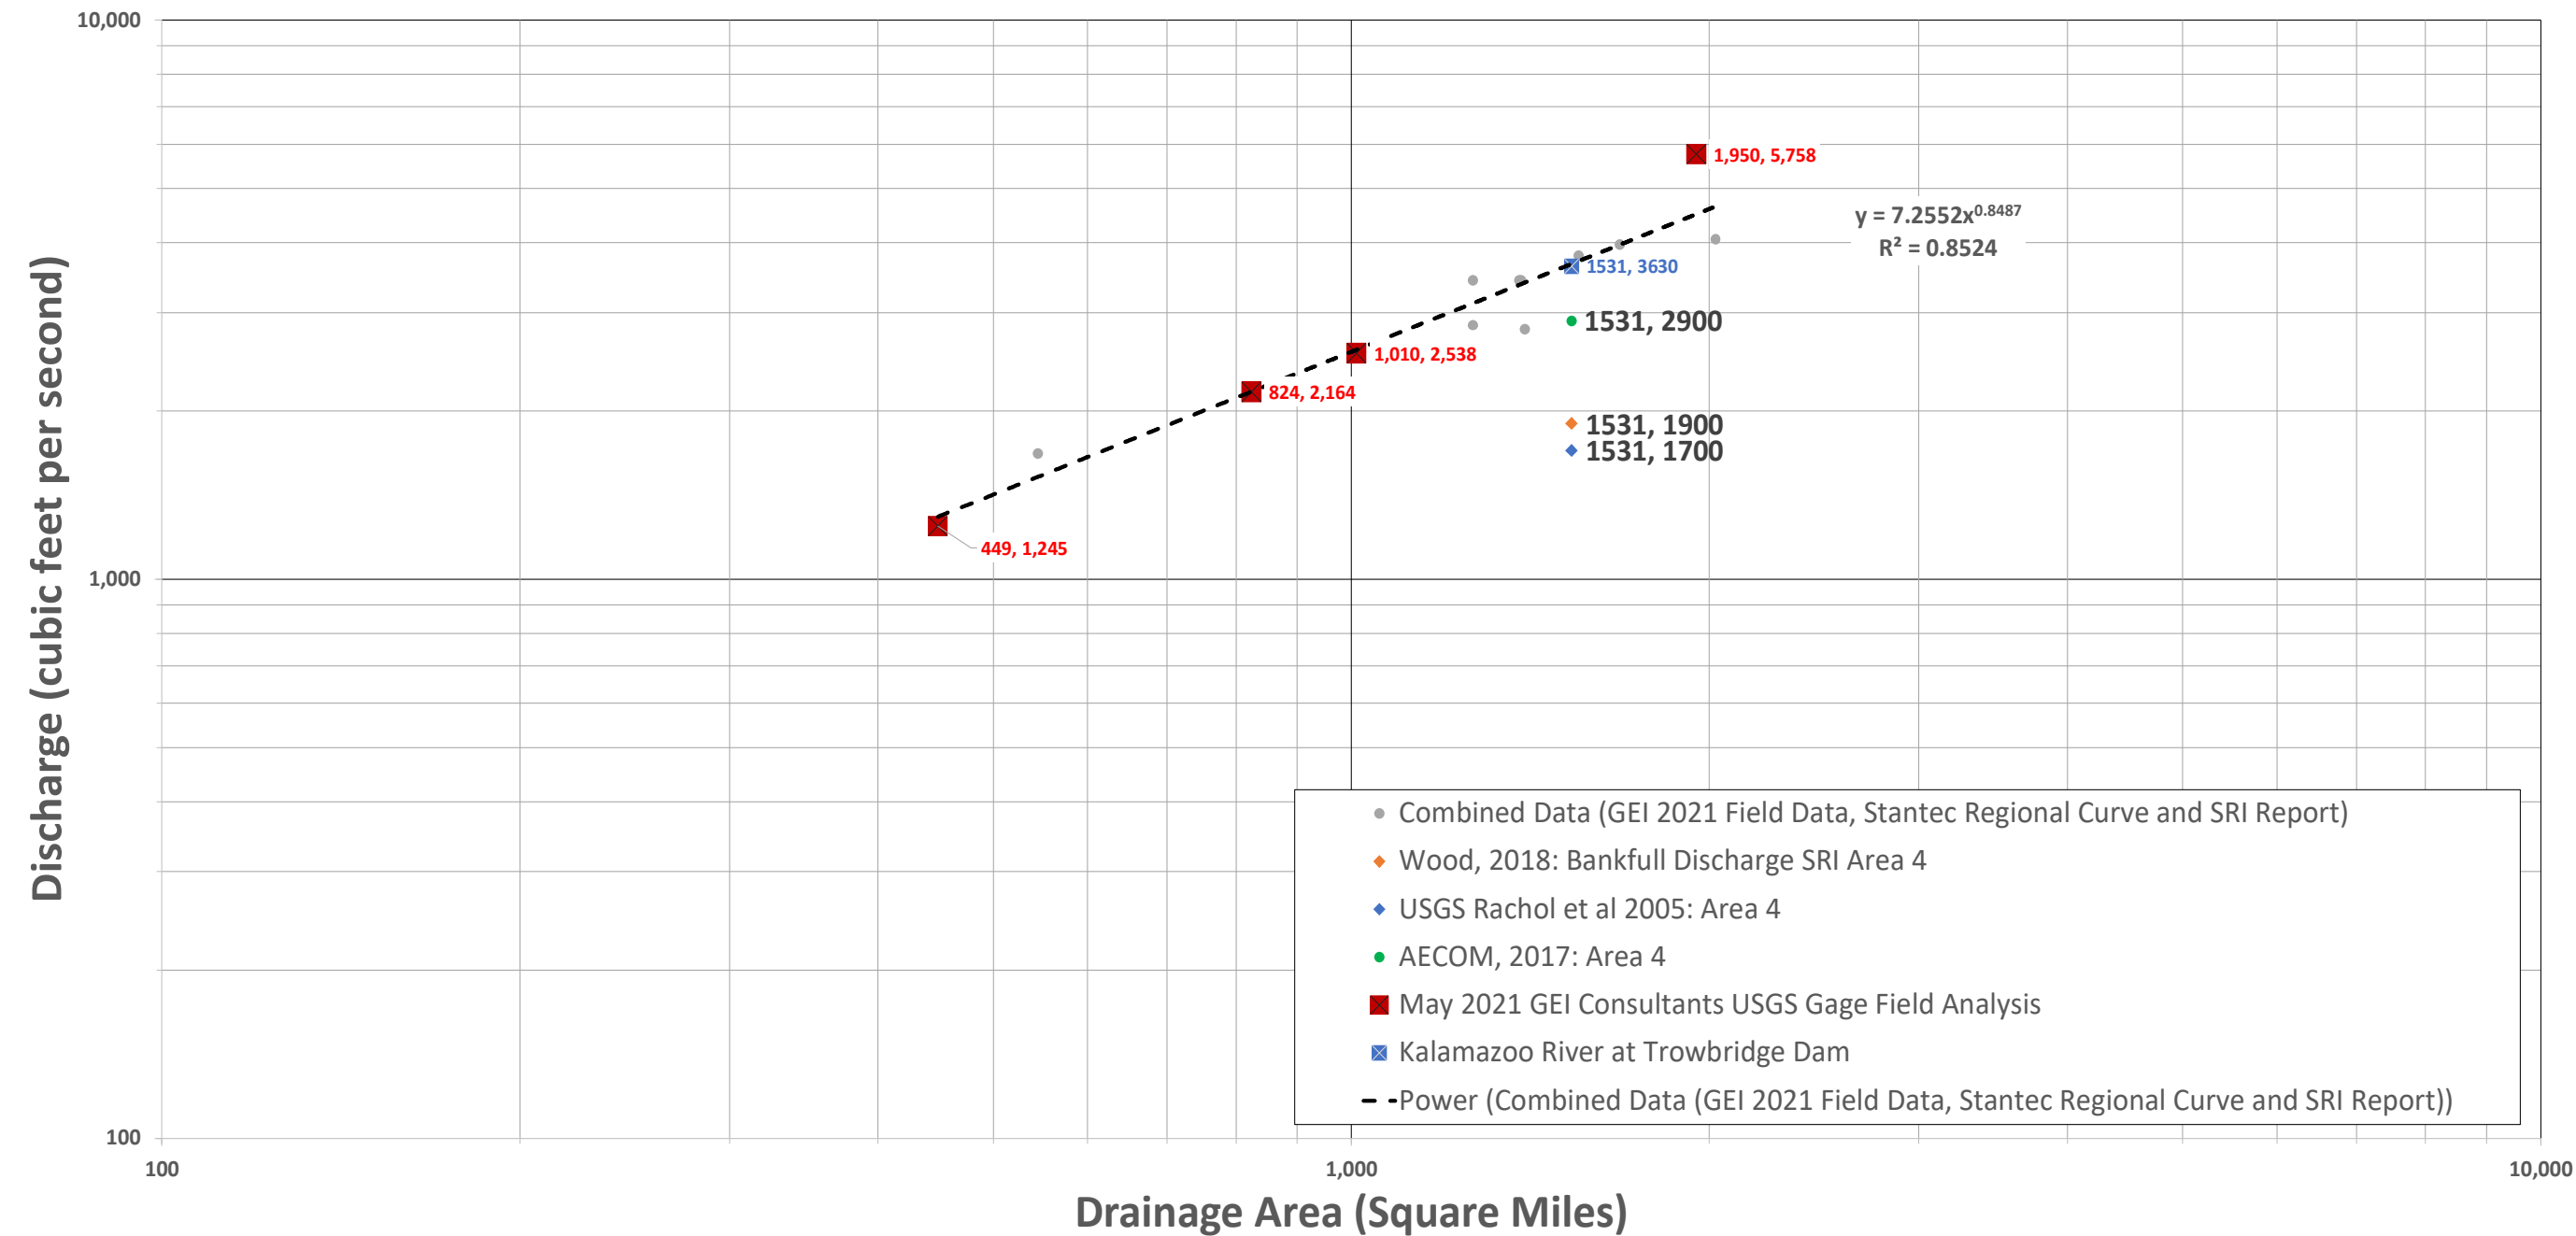 10,000
1,950, 5,758
y = 7.2552x^0.8487
R² = 0.8524
1531, 3630
1531, 2900
1,010, 2,538
824, 2,164
1531, 1900
1531, 1700
449, 1,245
1,000
Discharge (cubic feet per second)
Combined Data (GEI 2021 Field Data, Stantec Regional Curve and SRI Report)
Wood, 2018: Bankfull Discharge SRI Area 4
USGS Rachol et al 2005: Area 4
AECOM, 2017: Area 4
May 2021 GEI Consultants USGS Gage Field Analysis
Kalamazoo River at Trowbridge Dam
Power (Combined Data (GEI 2021 Field Data, Stantec Regional Curve and SRI Report))
100
100
1,000
10,000
Drainage Area (Square Miles)